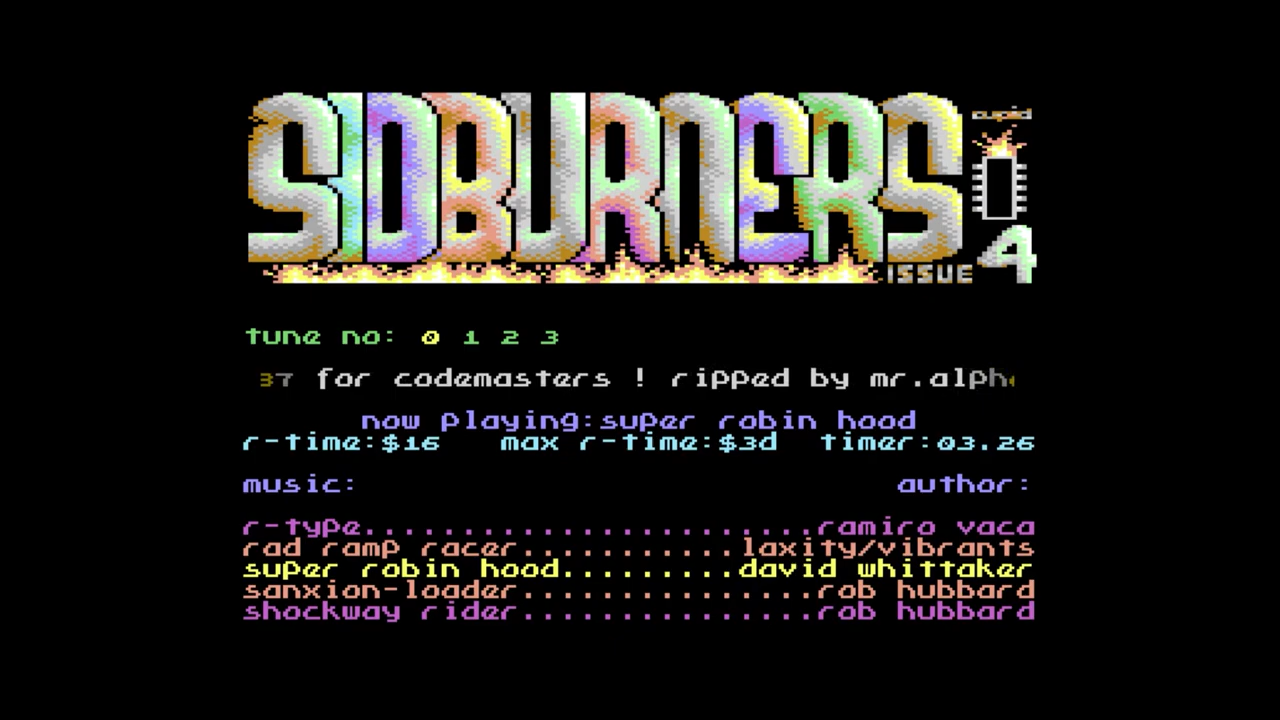 SIDBURNERS
cupid
ISSUE 4
tune no: 0 1 2 3
37 for codemasters ! ripped by mr.alph
now playing:super robin hood
r-time:$16 max r-time:$3d timer:03.26
music: author:
r-type.......................ramiro vaca
rad ramp racer...........laxity/vibrants
super robin hood.........david whittaker
sanxion-loader...............rob hubbard
shockway rider...............rob hubbard